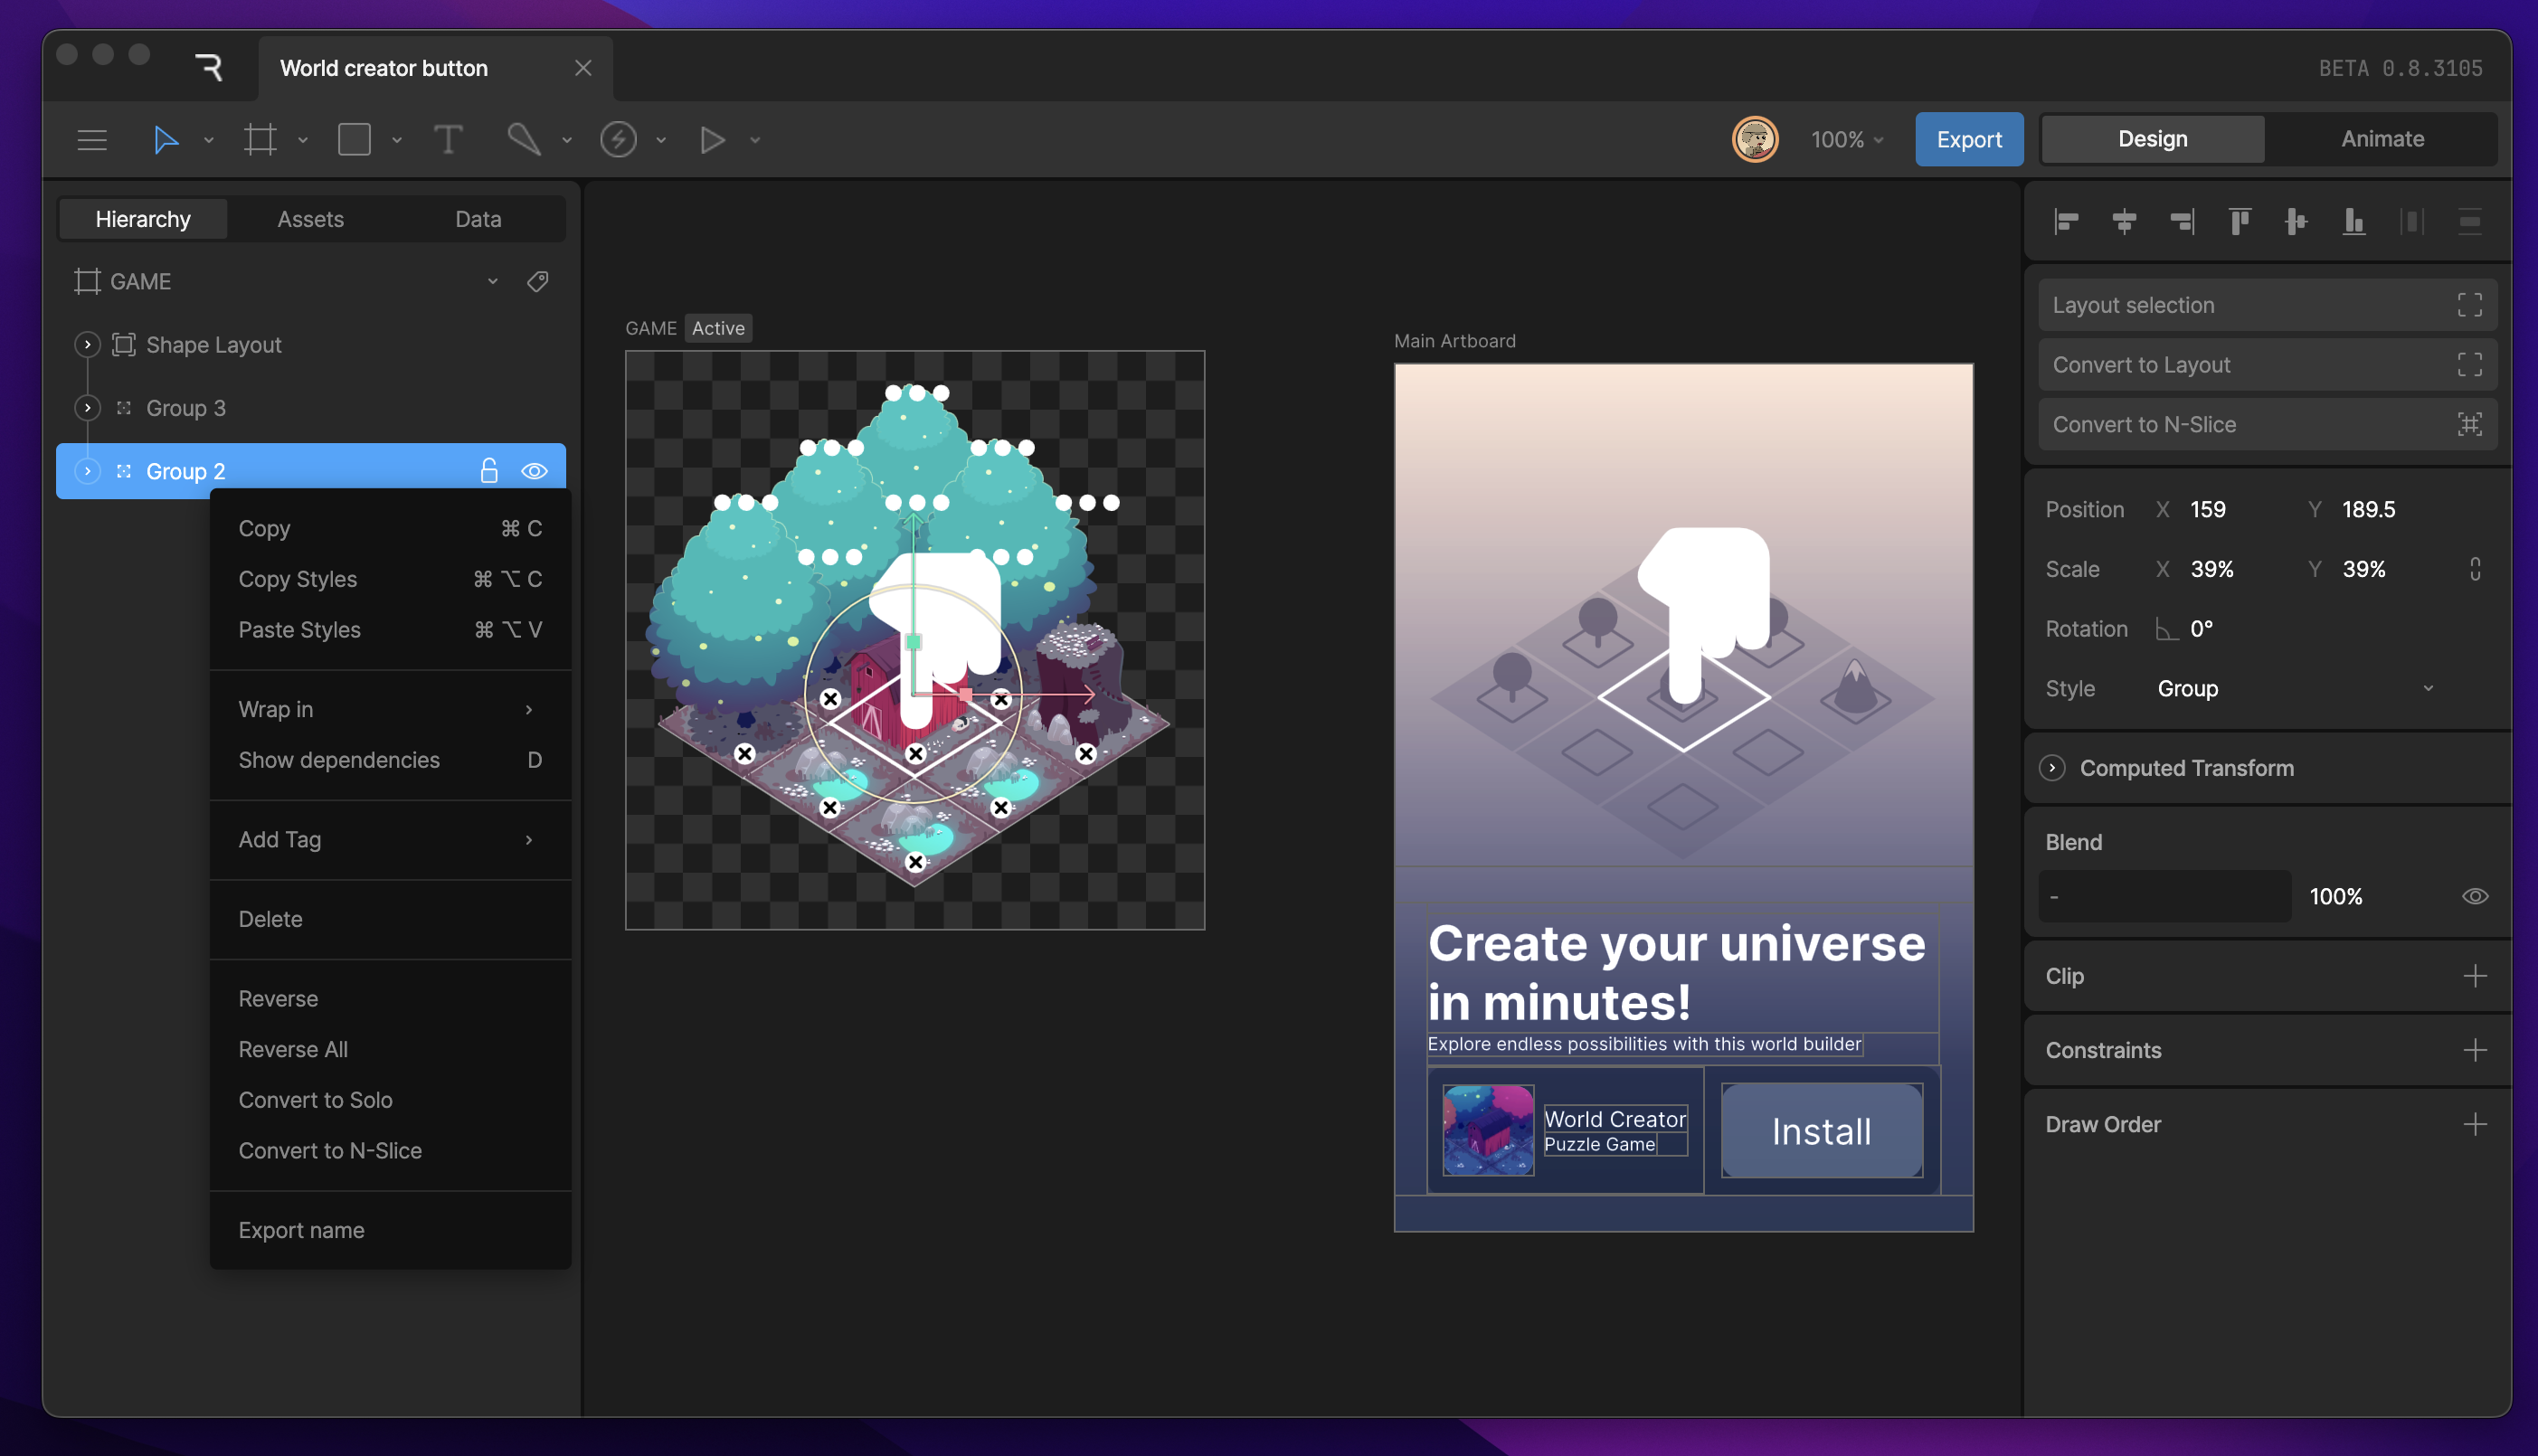 World creator button
BETA 0.8.3105
100%
Export
Design
Animate
Hierarchy
Assets
Data
GAME
Shape Layout
Group 3
Group 2
Copy ⌘ C
Copy Styles ⌘ ⌥ C
Paste Styles ⌘ ⌥ V
Wrap in
Show dependencies D
Add Tag
Delete
Reverse
Reverse All
Convert to Solo
Convert to N-Slice
Export name
GAME Active
Main Artboard
Create your universe
in minutes!
Explore endless possibilities with this world builder
World Creator
Puzzle Game
Install
Layout selection
Convert to Layout
Convert to N-Slice
Position X 159 Y 189.5
Scale X 39% Y 39%
Rotation 0°
Style Group
Computed Transform
Blend
- 100%
Clip
Constraints
Draw Order